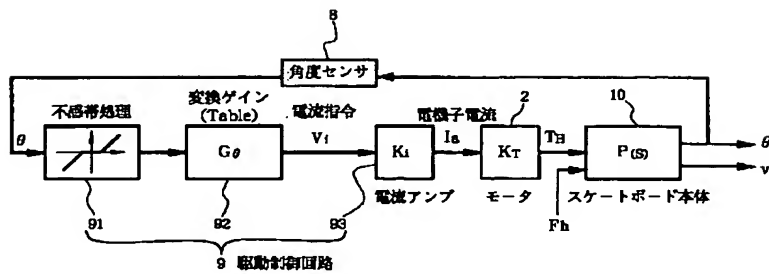 8
角度センサ
不感帯処理
変換ゲイン
(Table)
電流指令
電機子電流
2
10
θ
Gθ
Vi
Ki
Ia
KT
TH
P(S)
θ
v
電流アンプ
モータ
スケートボード本体
Fh
91
92
93
9 駆動制御回路